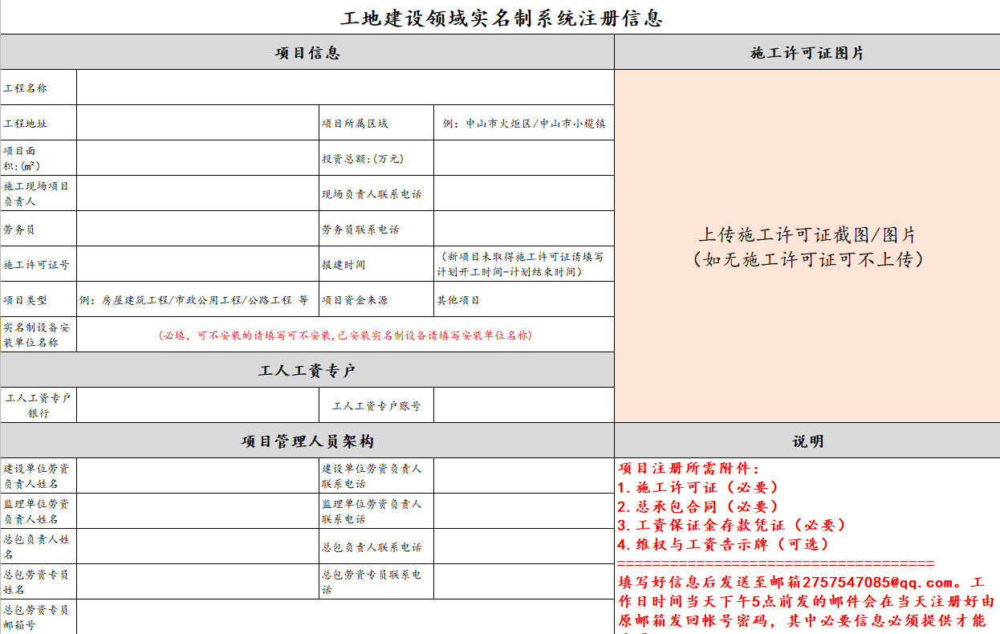 工地建设领域实名制系统注册信息
项目信息
施工许可证图片
工程名称
工程地址
项目所属区域
例：中山市火炬区/中山市小榄镇
项目面
积:(m²)
投资总额:(万元)
施工现场项目
负责人
现场负责人联系电话
劳务员
劳务员联系电话
施工许可证号
报建时间
（新项目未取得施工许可证请填写
计划开工时间-计划结束时间）
项目类型
例：房屋建筑工程/市政公用工程/公路工程 等
项目资金来源
其他项目
实名制设备安
装单位名称
(必填，可不安装的请填写可不安装,已安装实名制设备请填写安装单位名称)
上传施工许可证截图/图片
（如无施工许可证可不上传）
工人工资专户
工人工资专户
银行
工人工资专户账号
项目管理人员架构
说明
建设单位劳资
负责人姓名
建设单位劳资负责人
联系电话
监理单位劳资
负责人姓名
监理单位劳资负责人
联系电话
总包负责人姓
名
总包负责人联系电话
总包劳资专员
姓名
总包劳资专员联系电
话
总包劳资专员
邮箱号
项目注册所需附件：
1.施工许可证（必要）
2.总承包合同（必要）
3.工资保证金存款凭证（必要）
4.维权与工资告示牌（可选）
====================================
填写好信息后发送至邮箱2757547085@qq.com。工
作日时间当天下午5点前发的邮件会在当天注册好由
原邮箱发回帐号密码，其中必要信息必须提供才能